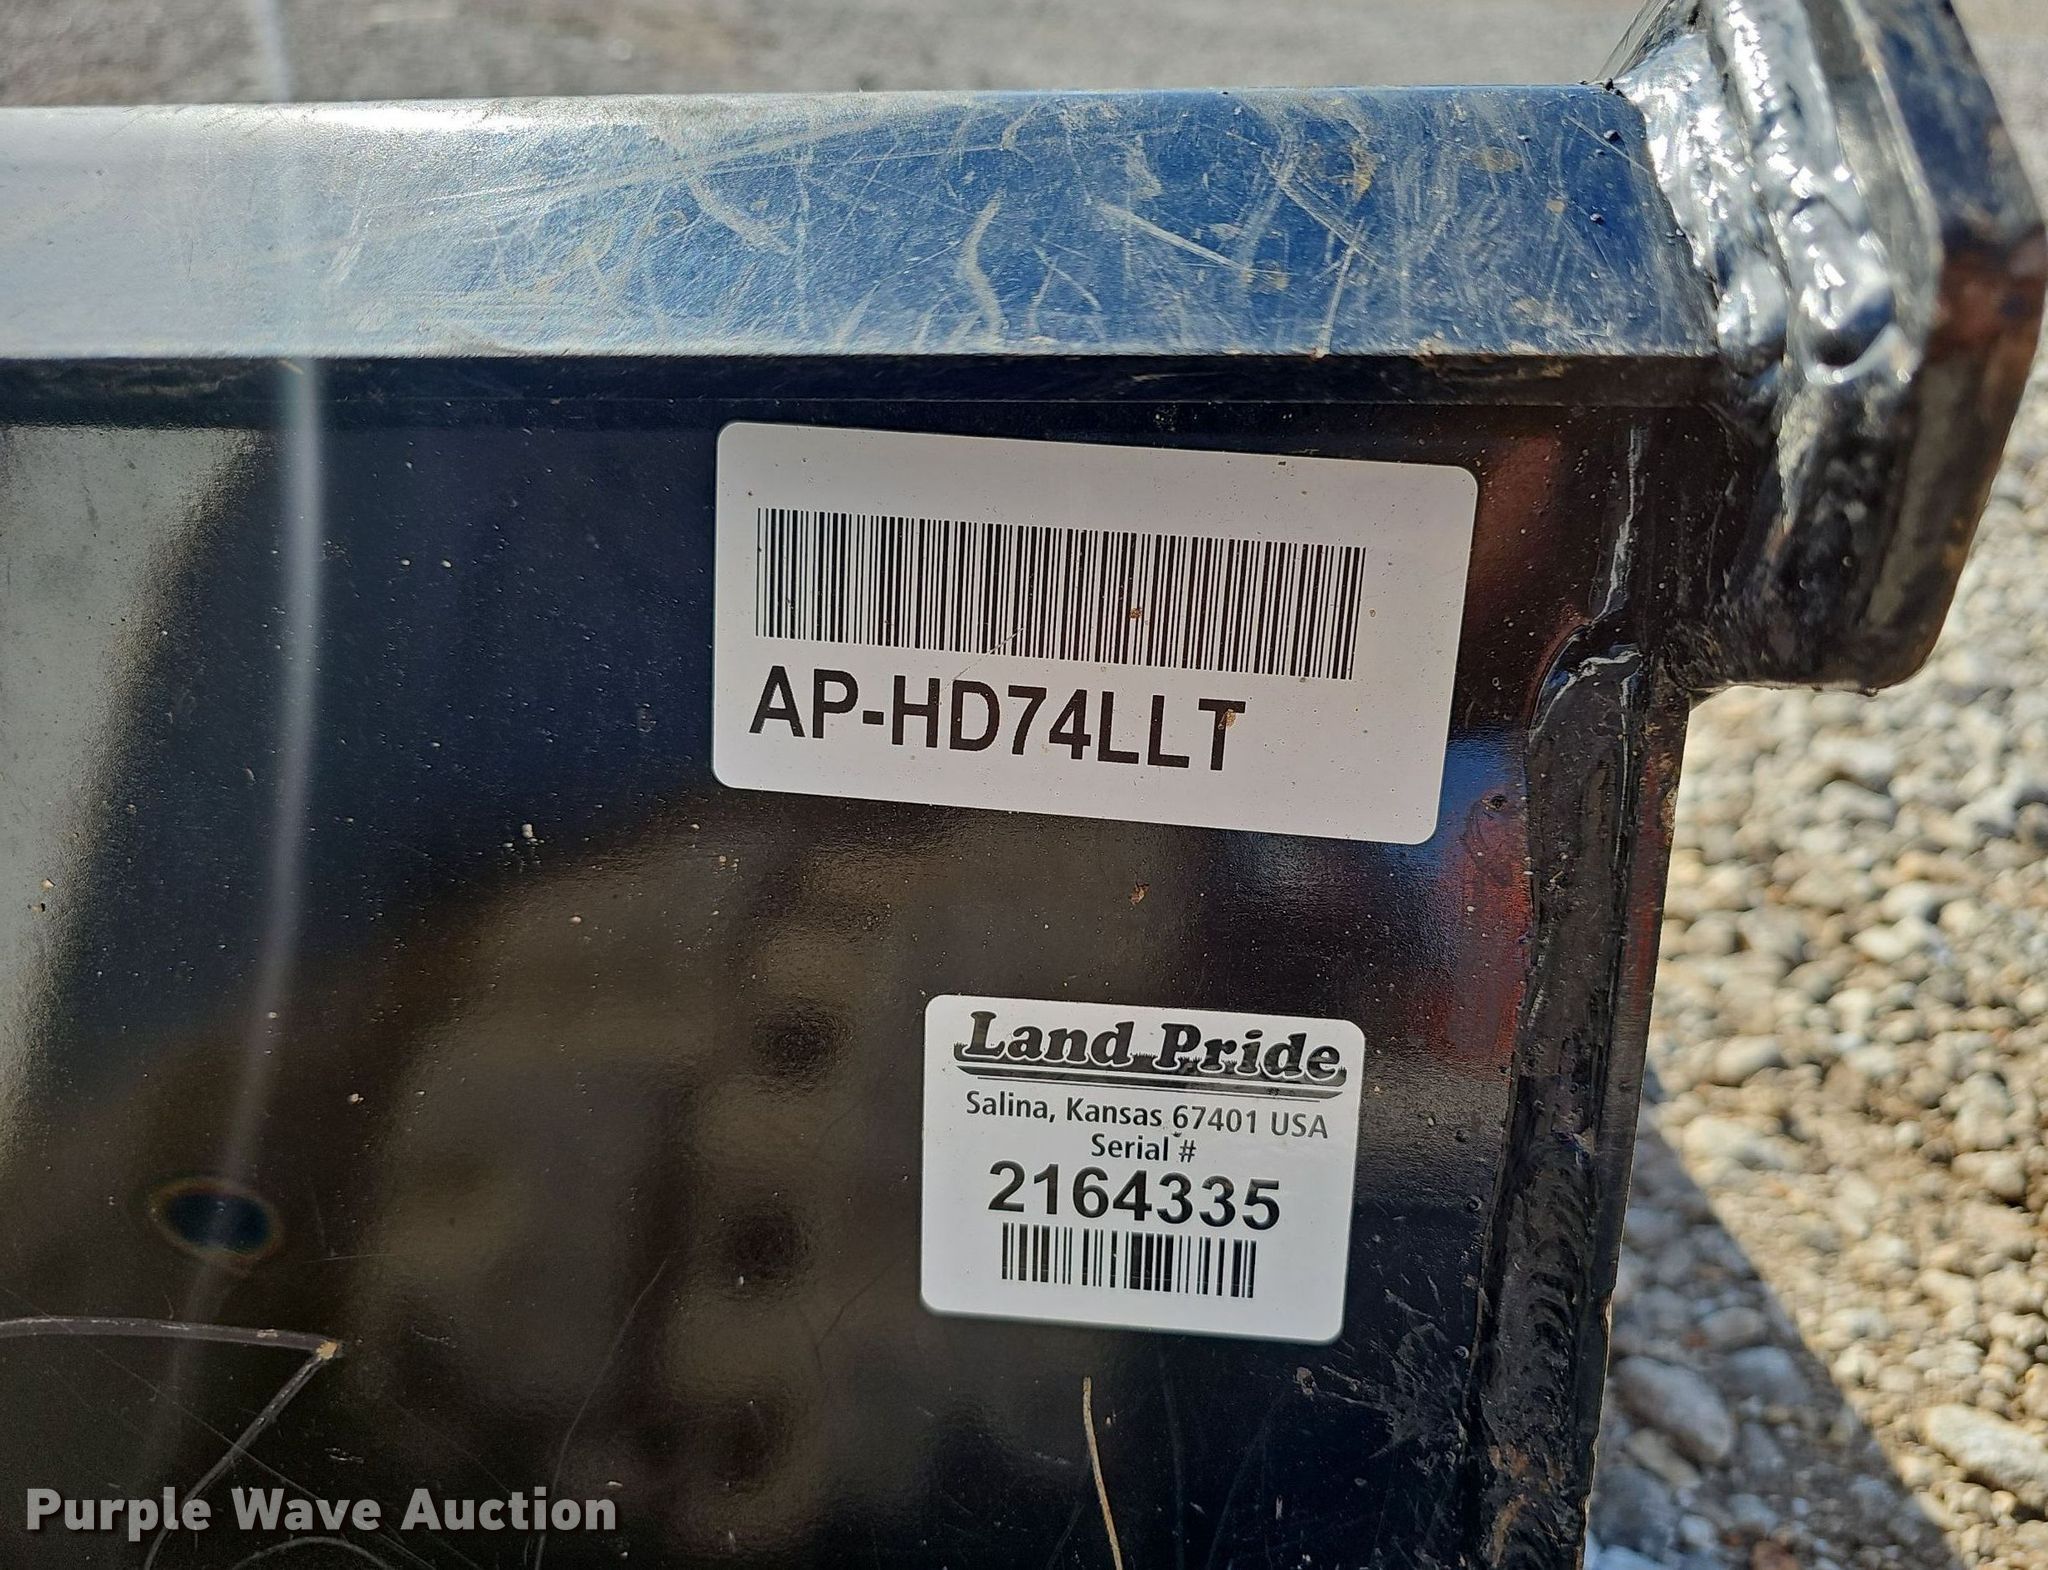 AP-HD74LLT
Land Pride
Salina, Kansas 67401 USA
Serial #
2164335
Purple Wave Auction